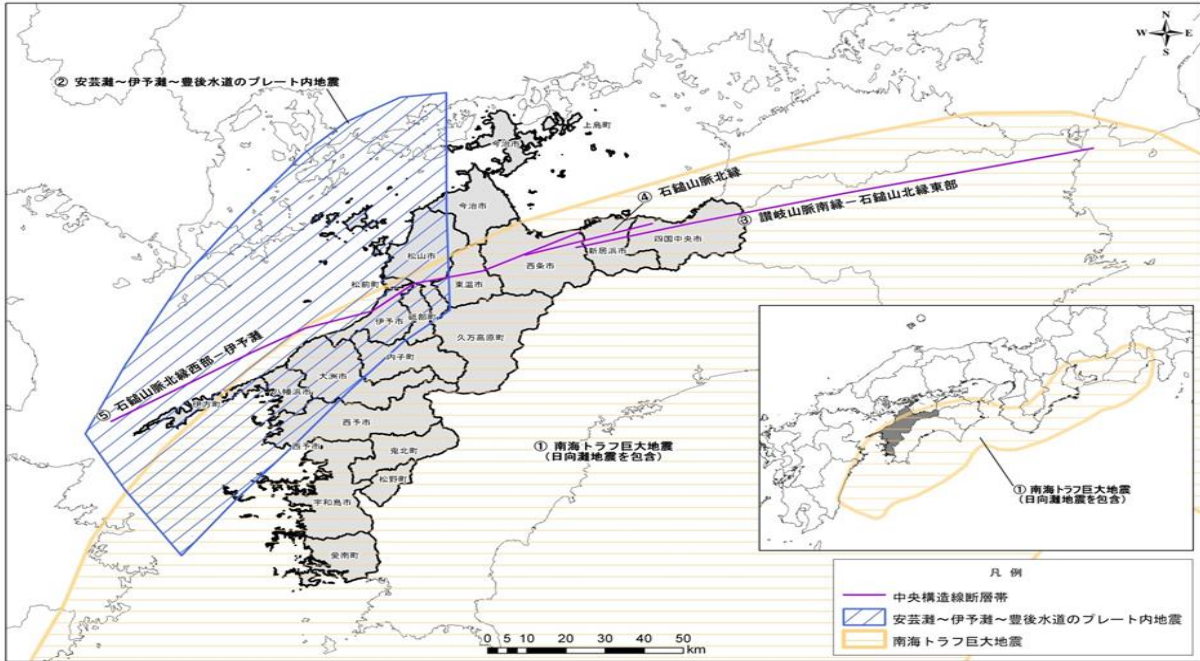 N
W E
S
② 安芸灘～伊予灘～豊後水道のプレート内地震
上島町
今治市
④ 石鎚山脈北縁
③ 讃岐山脈南縁－石鎚山北縁東部
今治市
四国中央市
新居浜市
松山市
西条市
松前町
東温市
伊予市
砥部町
久万高原町
内子町
大洲市
八幡浜市
⑤ 石鎚山脈北縁西部－伊予灘
伊方町
西予市
西予市
鬼北町
① 南海トラフ巨大地震
(日向灘地震を包含)
松野町
宇和島市
愛南町
① 南海トラフ巨大地震
(日向灘地震を包含)
凡 例
中央構造線断層帯
安芸灘～伊予灘～豊後水道のプレート内地震
南海トラフ巨大地震
0 5 10 20 30 40 50
km